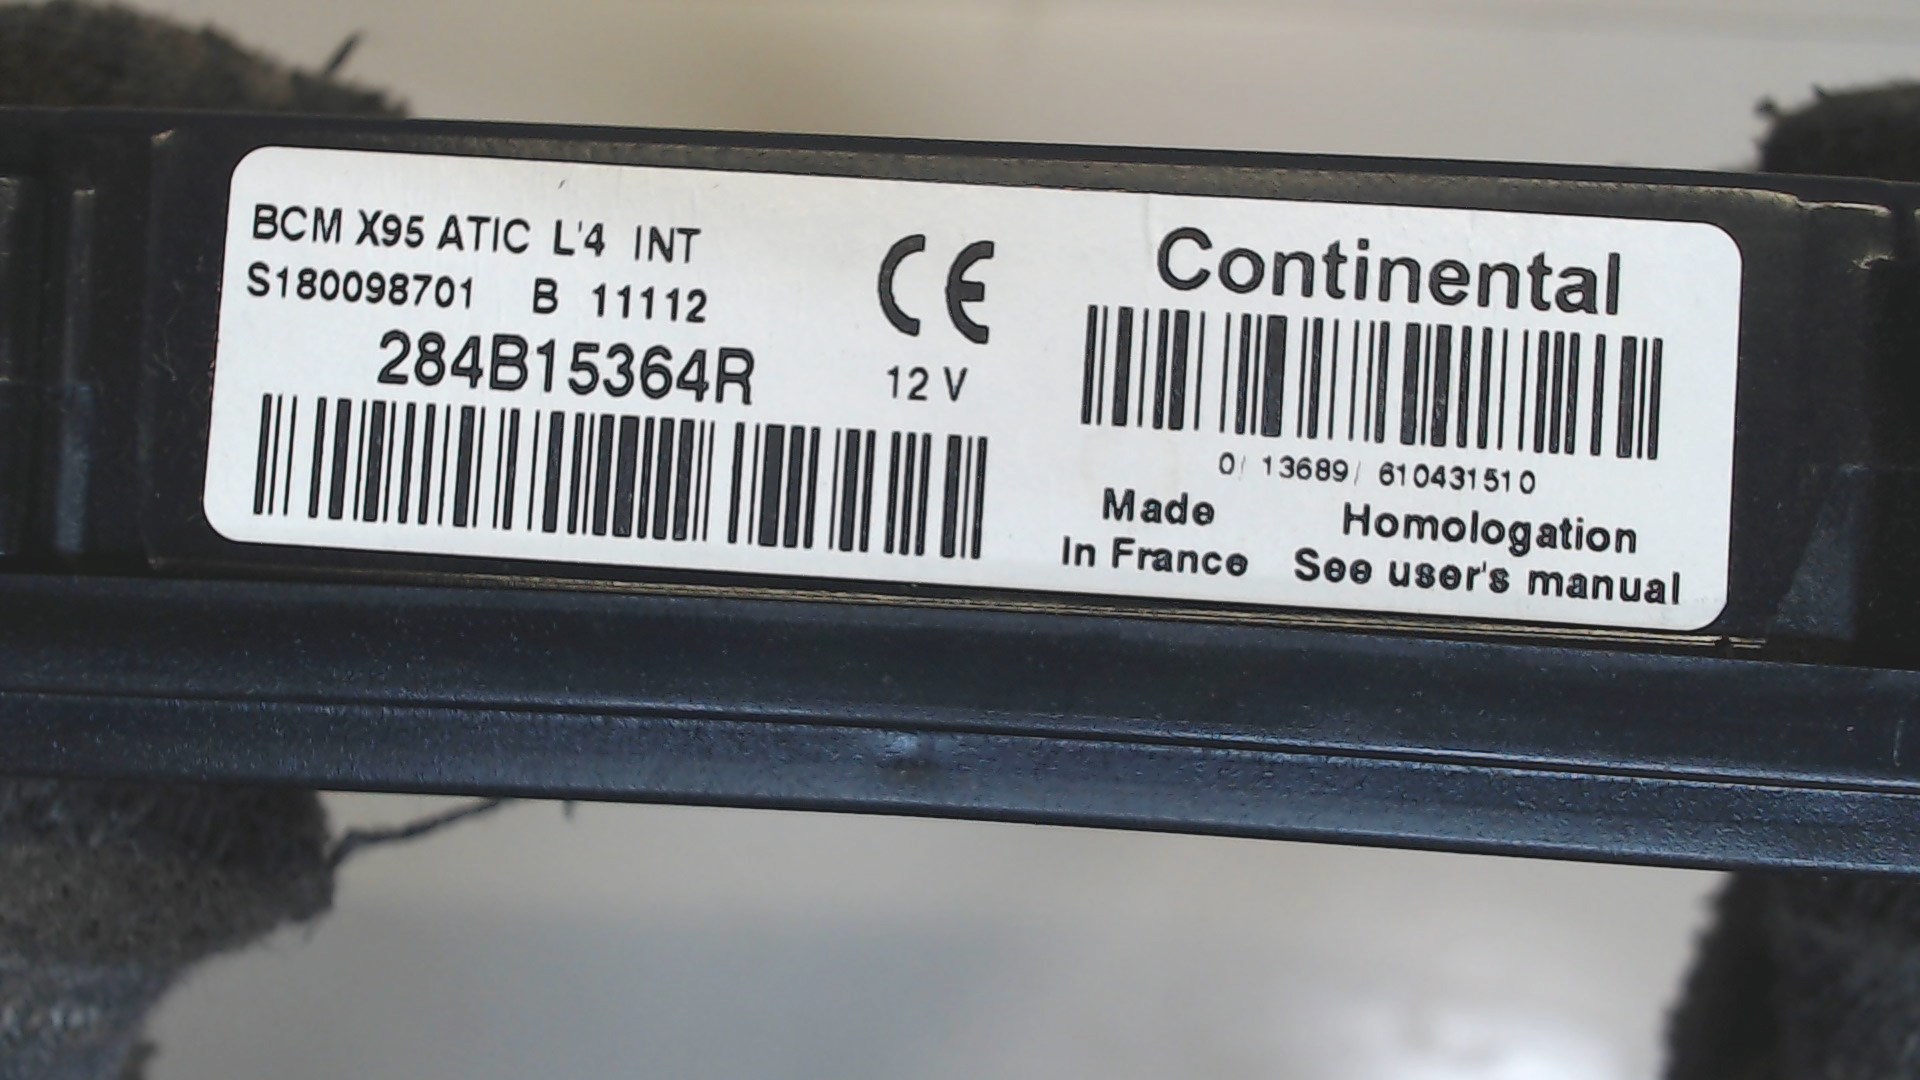 BCM X95 ATIC L'4 INT
S180098701 B 11112
284B15364R
CE
12 V
Continental
0/ 13689/ 610431510
Made
In France
Homologation
See user's manual